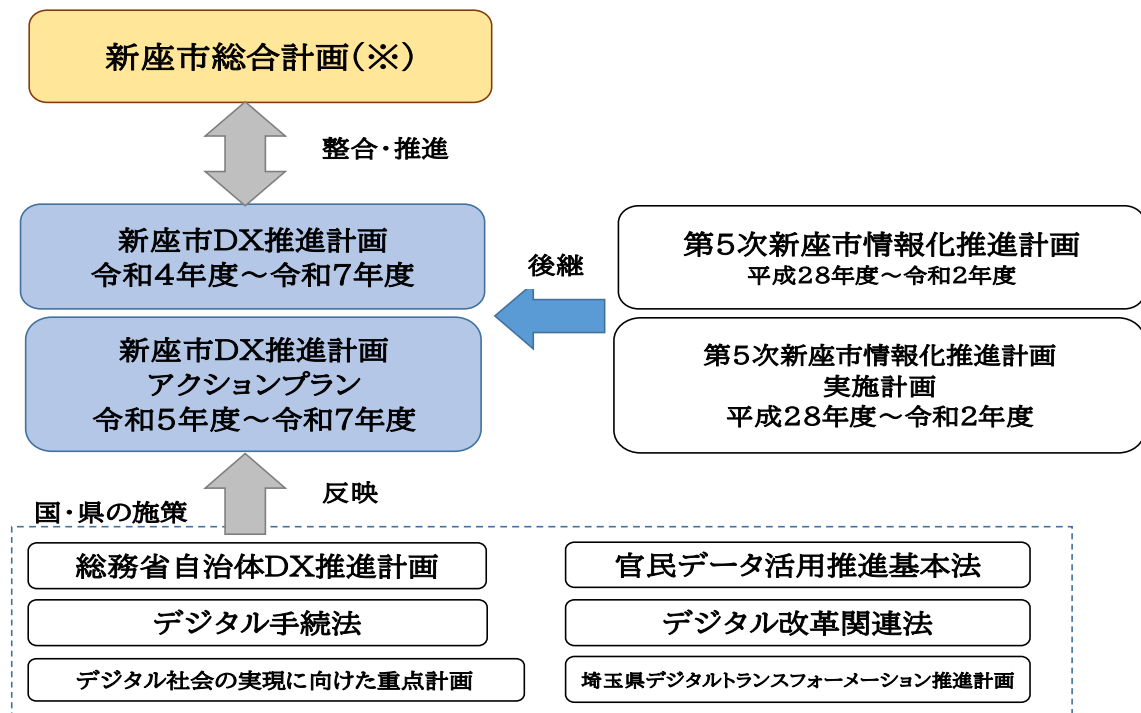 新座市総合計画(※)
整合・推進
新座市DX推進計画
令和4年度～令和7年度
後継
第5次新座市情報化推進計画
平成28年度～令和2年度
新座市DX推進計画
アクションプラン
令和5年度～令和7年度
第5次新座市情報化推進計画
実施計画
平成28年度～令和2年度
反映
国・県の施策
総務省自治体DX推進計画
官民データ活用推進基本法
デジタル手続法
デジタル改革関連法
デジタル社会の実現に向けた重点計画
埼玉県デジタルトランスフォーメーション推進計画